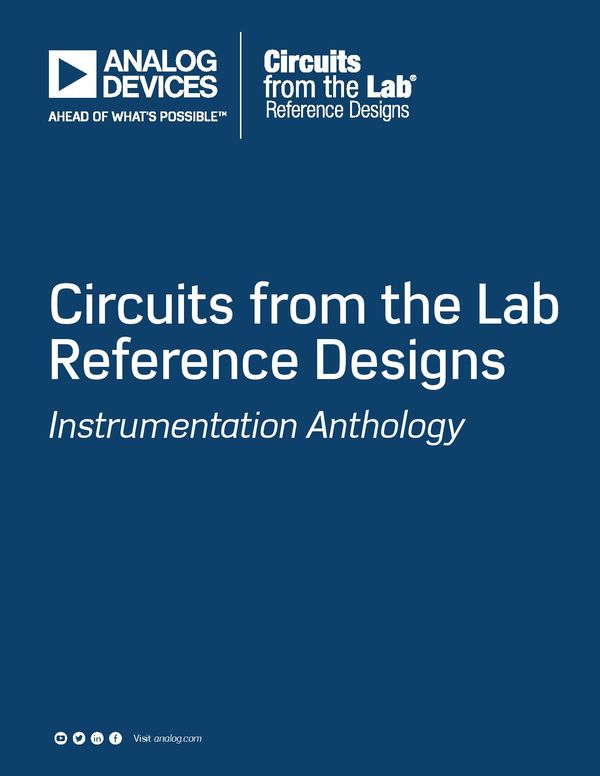 ANALOG
DEVICES
AHEAD OF WHAT'S POSSIBLE™
Circuits
from the Lab®
Reference Designs
Circuits from the Lab
Reference Designs
Instrumentation Anthology
Visit analog.com